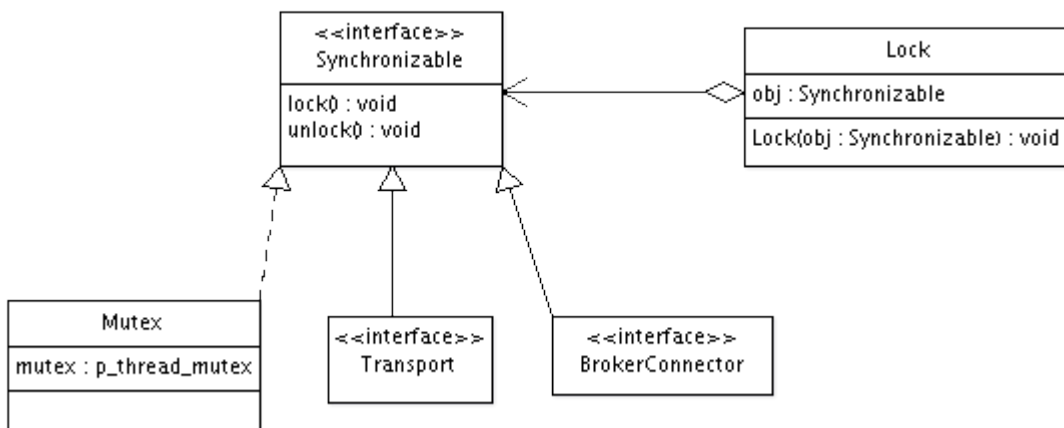 <<interface>>
Synchronizable
lock() : void
unlock() : void
Lock
obj : Synchronizable
Lock(obj : Synchronizable) : void
Mutex
mutex : p_thread_mutex
<<interface>>
Transport
<<interface>>
BrokerConnector